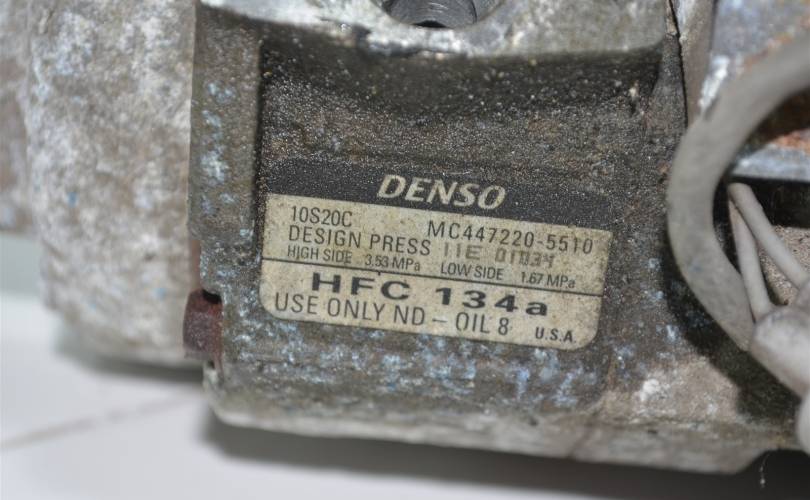 DENSO
10S20C MC447220-5510
DESIGN PRESS 11E
HIGH SIDE 3.53 MPa LOW SIDE 1.67 MPa
HFC 134a
USE ONLY ND-OIL 8 U.S.A.